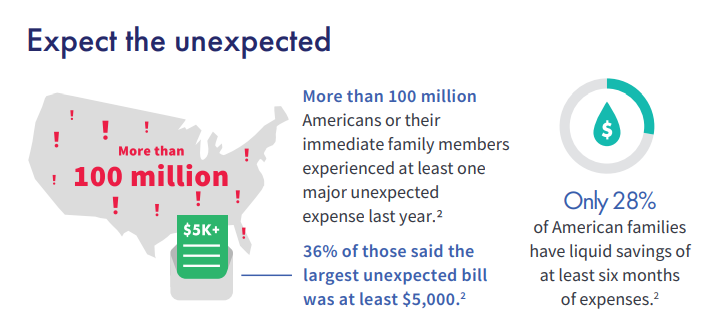 Expect the unexpected
More than
100 million
$5K+
More than 100 million
Americans or their
immediate family members
experienced at least one
major unexpected
expense last year.²
36% of those said the
largest unexpected bill
was at least $5,000.²
$
Only 28%
of American families
have liquid savings of
at least six months
of expenses.²